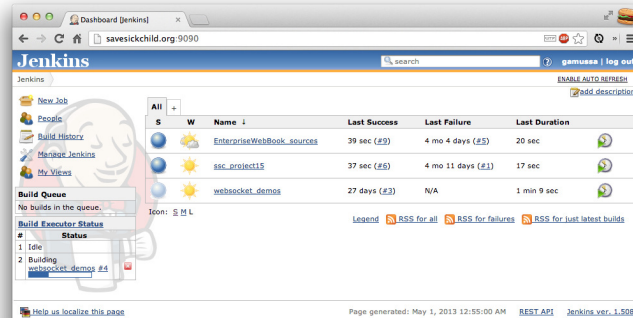 Dashboard [Jenkins]
savesickchild.org:9090
Jenkins
search
gamussa | log out
Jenkins
ENABLE AUTO REFRESH
New Job
People
Build History
Manage Jenkins
My Views
Build Queue
No builds in the queue.
Build Executor Status
# Status
1 Idle
2 Building
websocket_demos #4
add description
All +
S W Name ↓ Last Success Last Failure Last Duration
EnterpriseWebBook_sources 39 sec (#9) 4 mo 4 days (#5) 20 sec
ssc_project15 37 sec (#6) 4 mo 11 days (#1) 17 sec
websocket_demos 27 days (#3) N/A 1 min 9 sec
Icon: S M L
Legend RSS for all RSS for failures RSS for just latest builds
Help us localize this page
Page generated: May 1, 2013 12:55:00 AM REST API Jenkins ver. 1.508